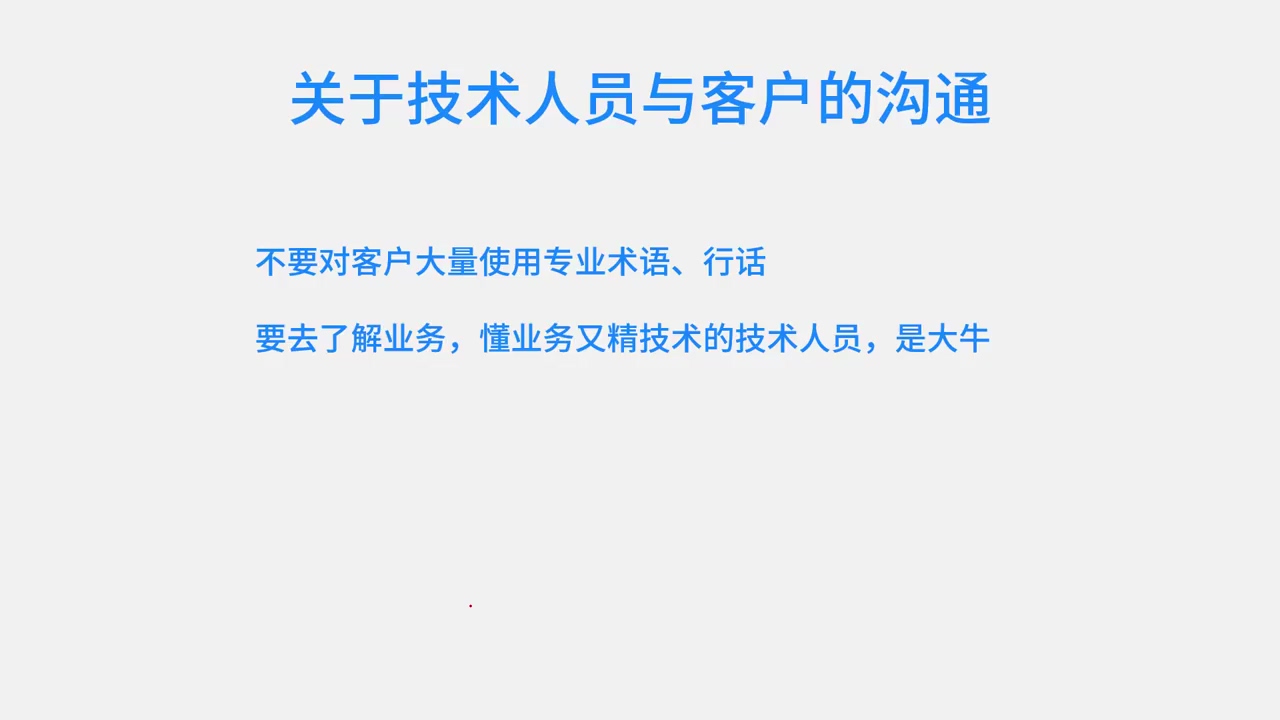 关于技术人员与客户的沟通
不要对客户大量使用专业术语、行话
要去了解业务，懂业务又精技术的技术人员，是大牛